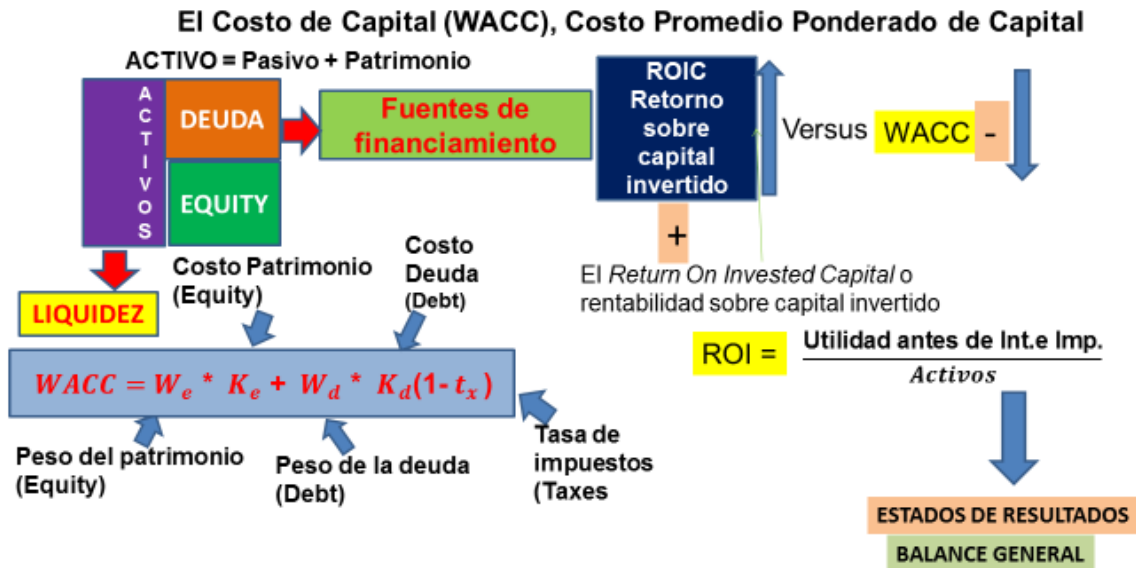 El Costo de Capital (WACC), Costo Promedio Ponderado de Capital
ACTIVO = Pasivo + Patrimonio
ACTIVOS
DEUDA
EQUITY
Fuentes de
financiamiento
ROIC
Retorno
sobre
capital
invertido
Versus
WACC
-
+
LIQUIDEZ
Costo Patrimonio
(Equity)
Costo
Deuda
(Debt)
El Return On Invested Capital o
rentabilidad sobre capital invertido
ROI =
Utilidad antes de Int.e Imp.
Activos
WACC = Wₑ * Kₑ + W_d * K_d(1- tₓ)
Peso del patrimonio
(Equity)
Peso de la deuda
(Debt)
Tasa de
impuestos
(Taxes
ESTADOS DE RESULTADOS
BALANCE GENERAL